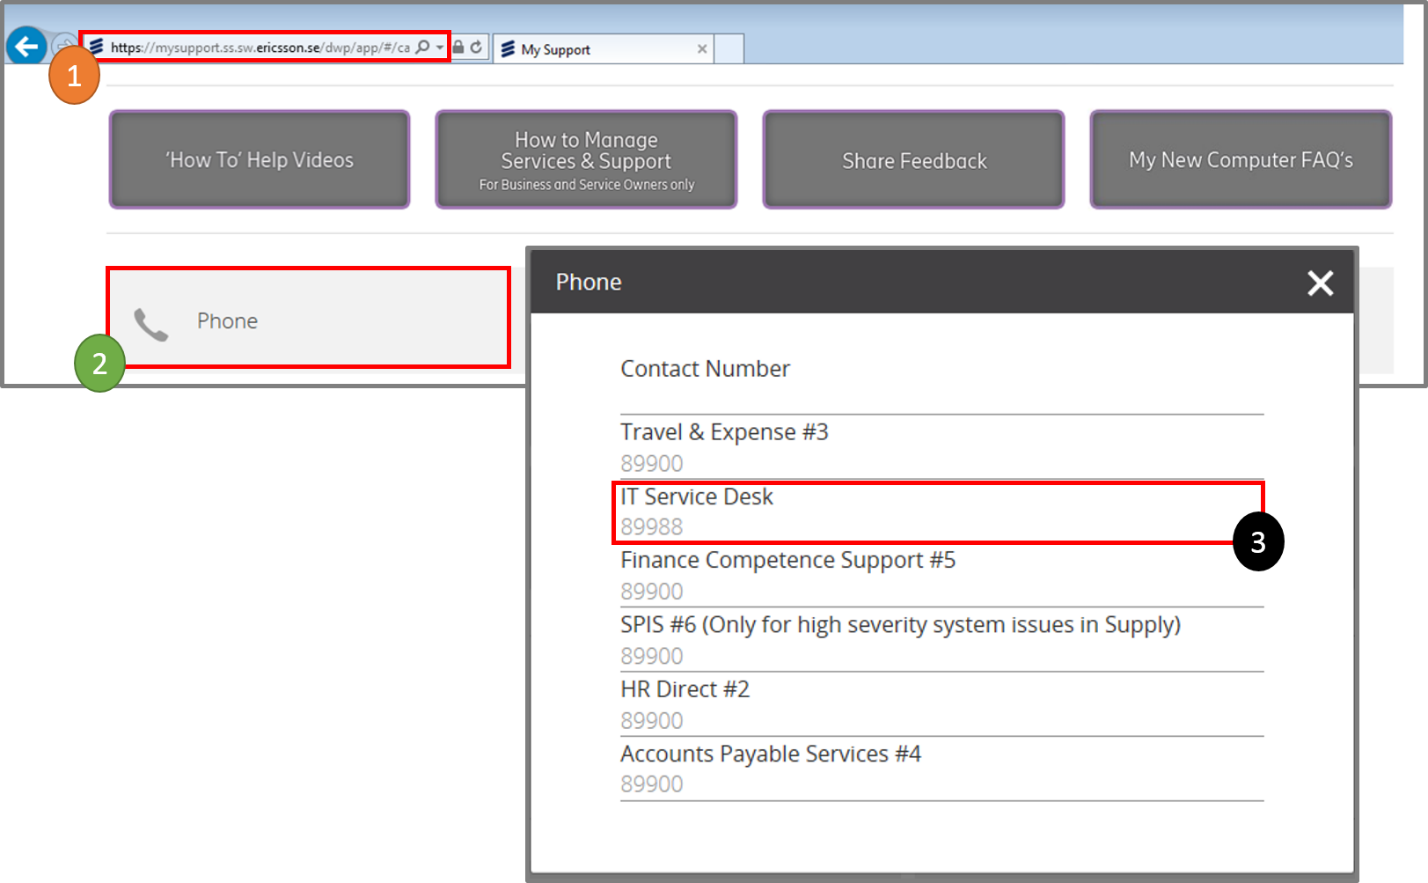 https://mysupport.ss.sw.ericsson.se/dwp/app/#/ca
My Support
1
'How To' Help Videos
How to Manage
Services & Support
For Business and Service Owners only
Share Feedback
My New Computer FAQ's
Phone
2
Phone
Contact Number
Travel & Expense #3
89900
IT Service Desk
89988
3
Finance Competence Support #5
89900
SPIS #6 (Only for high severity system issues in Supply)
89900
HR Direct #2
89900
Accounts Payable Services #4
89900